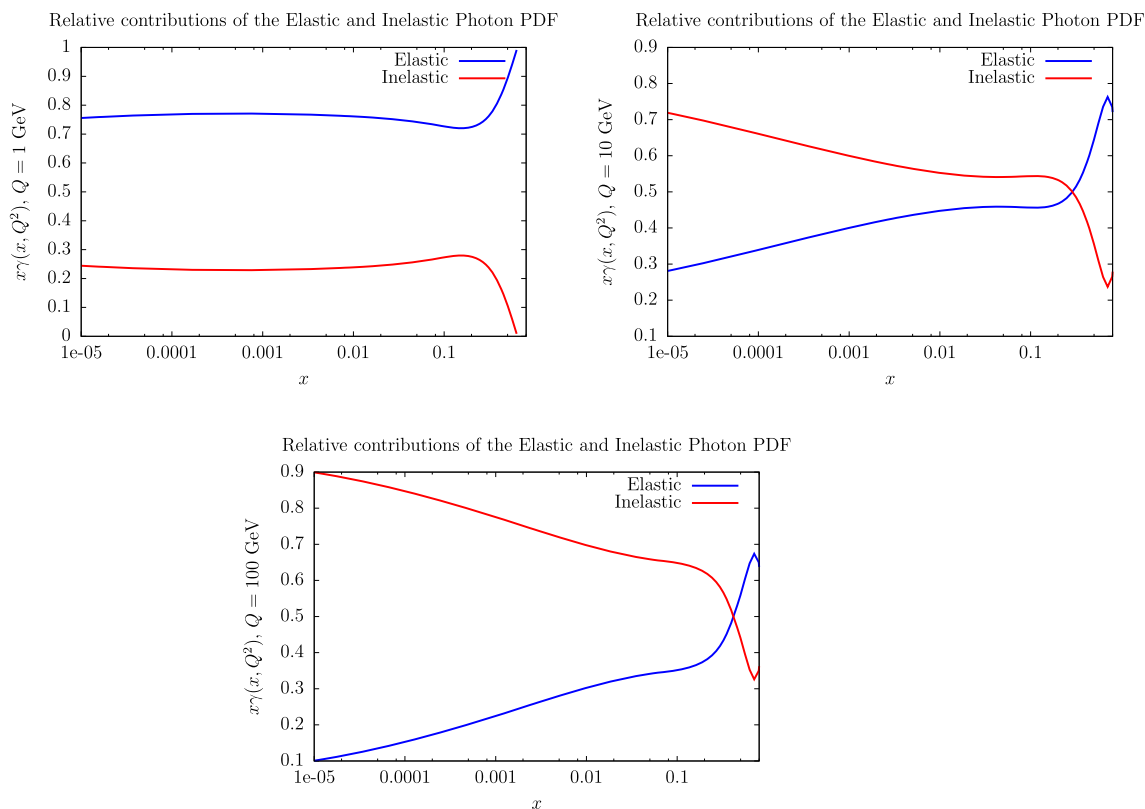 Relative contributions of the Elastic and Inelastic Photon PDF
1
0.9
0.8
0.7
0.6
0.5
0.4
0.3
0.2
0.1
0
1e-05 0.0001 0.001 0.01 0.1
xγ(x, Q²), Q = 1 GeV
x
Elastic
Inelastic
Relative contributions of the Elastic and Inelastic Photon PDF
0.9
0.8
0.7
0.6
0.5
0.4
0.3
0.2
0.1
1e-05 0.0001 0.001 0.01 0.1
xγ(x, Q²), Q = 10 GeV
x
Elastic
Inelastic
Relative contributions of the Elastic and Inelastic Photon PDF
0.9
0.8
0.7
0.6
0.5
0.4
0.3
0.2
0.1
1e-05 0.0001 0.001 0.01 0.1
xγ(x, Q²), Q = 100 GeV
x
Elastic
Inelastic